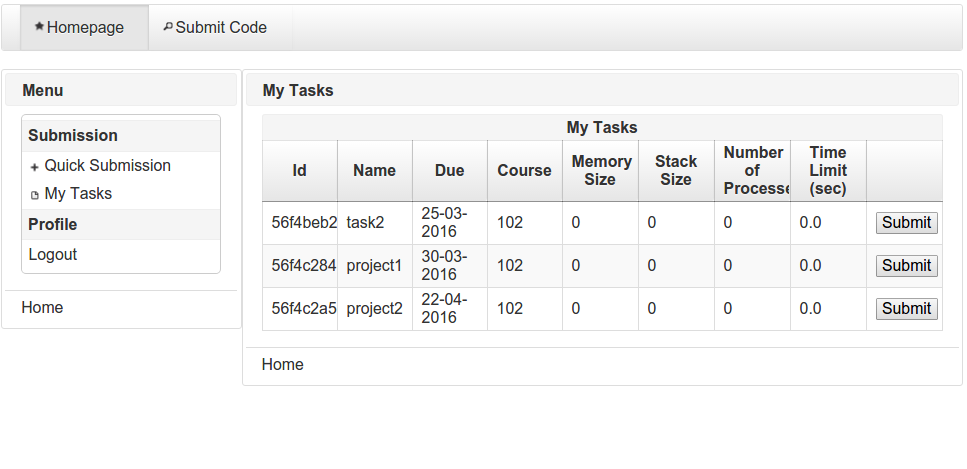 Homepage Submit Code
Menu
Submission
Quick Submission
My Tasks
Profile
Logout
Home
My Tasks
My Tasks
Id Name Due Course Memory Size Stack Size Number of Processe Time Limit (sec)
56f4beb2 task2 25-03-2016 102 0 0 0 0.0 Submit
56f4c284 project1 30-03-2016 102 0 0 0 0.0 Submit
56f4c2a5 project2 22-04-2016 102 0 0 0 0.0 Submit
Home